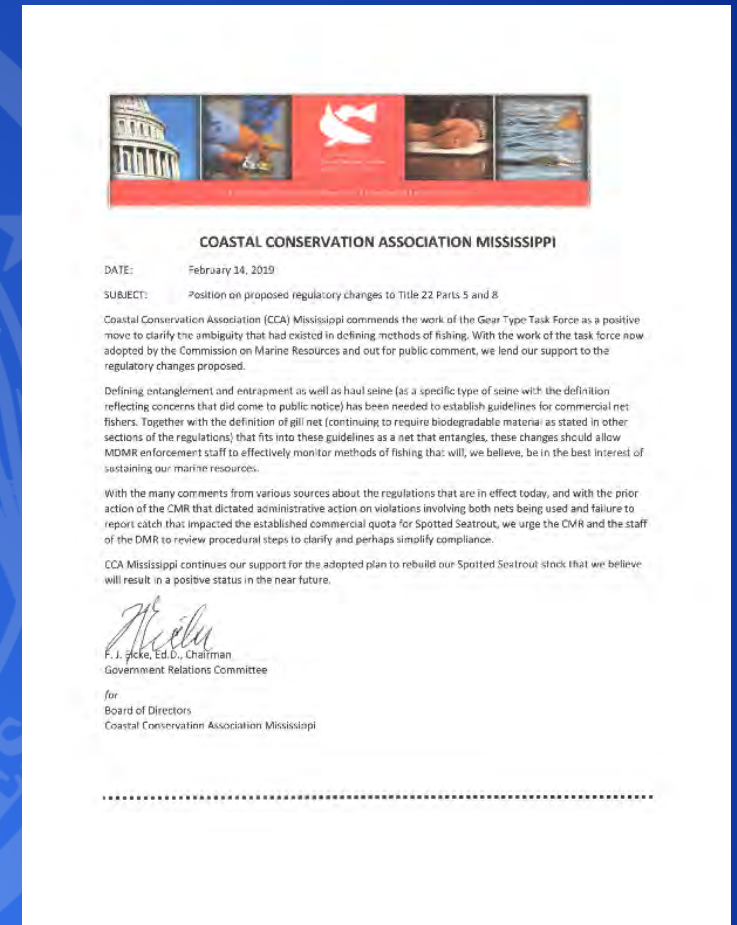 COASTAL CONSERVATION ASSOCIATION MISSISSIPPI
DATE: February 14, 2019
SUBJECT: Position on proposed regulatory changes to Title 22 Parts 5 and 8
Coastal Conservation Association (CCA) Mississippi commends the work of the Gear Type Task Force as a positive
move to clarify the ambiguity that had existed in defining methods of fishing. With the work of the task force now
adopted by the Commission on Marine Resources and out for public comment, we lend our support to the
regulatory changes proposed.
Defining entanglement and entrapment as well as haul seine (as a specific type of seine with the definition
reflecting concerns that did come to public notice) has been needed to establish guidelines for commercial net
fishers. Together with the definition of gill net (continuing to require biodegradable material as stated in other
sections of the regulations) that fits into these guidelines as a net that entangles, these changes should allow
MDMR enforcement staff to effectively monitor methods of fishing that will, we believe, be in the best interest of
sustaining our marine resources.
With the many comments from various sources about the regulations that are in effect today, and with the prior
action of the CMR that dictated administrative action on violations involving both nets being used and failure to
report catch that impacted the established commercial quota for Spotted Seatrout, we urge the CMR and the staff
of the DMR to review procedural steps to clarify and perhaps simplify compliance.
CCA Mississippi continues our support for the adopted plan to rebuild our Spotted Seatrout stock that we believe
will result in a positive status in the near future.
F. J. Eicke, Ed.D., Chairman
Government Relations Committee
for
Board of Directors
Coastal Conservation Association Mississippi